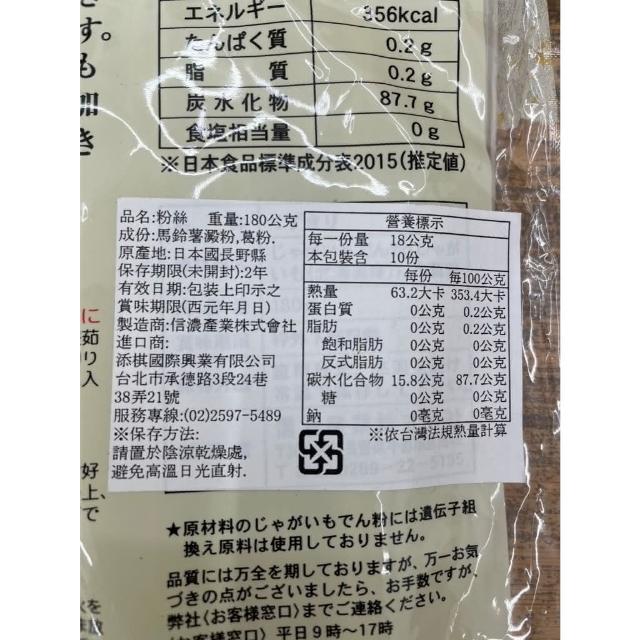 エネルギー 356kcal
たんぱく質 0.2g
脂質 0.2g
炭水化物 87.7g
食塩相当量 0g
※日本食品標準成分表2015(推定値)
す。
も
加
き
品名:粉絲 重量:180公克
成份:馬鈴薯澱粉,葛粉.
原產地:日本國長野縣
保存期限(未開封):2年
有效日期:包裝上印示之
賞味期限(西元年月日)
製造商:信濃產業株式會社
進口商:
添棋國際興業有限公司
台北市承德路3段24巷
38弄21號
服務專線:(02)2597-5489
※保存方法:
請置於陰涼乾燥處,
避免高溫日光直射.
營養標示
每一份量 18公克
本包裝含 10份
每份 每100公克
熱量 63.2大卡 353.4大卡
蛋白質 0公克 0.2公克
脂肪 0公克 0.2公克
飽和脂肪 0公克 0公克
反式脂肪 0公克 0公克
碳水化合物 15.8公克 87.7公克
糖 0公克 0公克
鈉 0毫克 0毫克
※依台灣法規熱量計算
に
茹
り
入
好
上、
で
★原材料のじゃがいもでん粉には遺伝子組
換え原料は使用しておりません。
品質には万全を期しておりますが、万一お気
づきの点がございましたら、お手数ですが、
弊社〈お客様窓口〉までご連絡ください。
〈お客様窓口〉平日9時〜17時